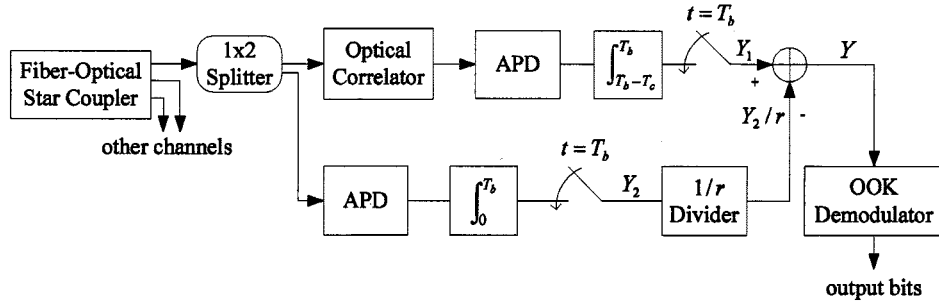 Fiber-Optical
Star Coupler
other channels
1x2
Splitter
Optical
Correlator
APD
∫_{T_b-T_c}^{T_b}
t = T_b
Y_1
+
Y
Y_2 / r
-
APD
∫_0^{T_b}
t = T_b
Y_2
1/r
Divider
OOK
Demodulator
output bits